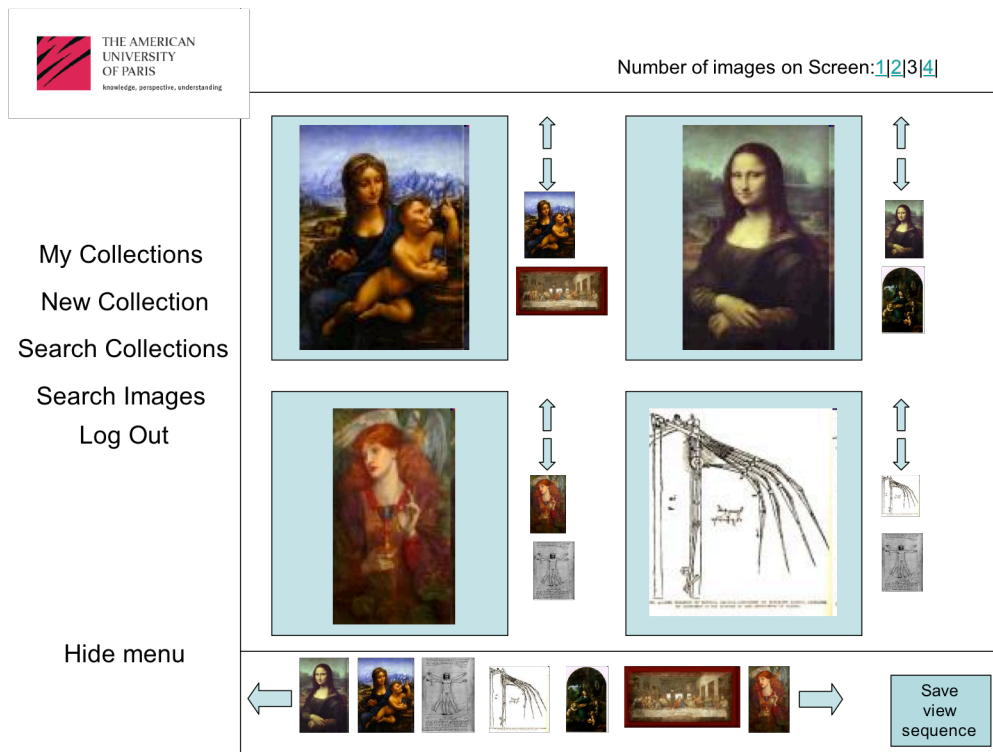 THE AMERICAN
UNIVERSITY
OF PARIS
knowledge, perspective, understanding
Number of images on Screen:1|2|3|4|
My Collections
New Collection
Search Collections
Search Images
Log Out
Hide menu
Save
view
sequence